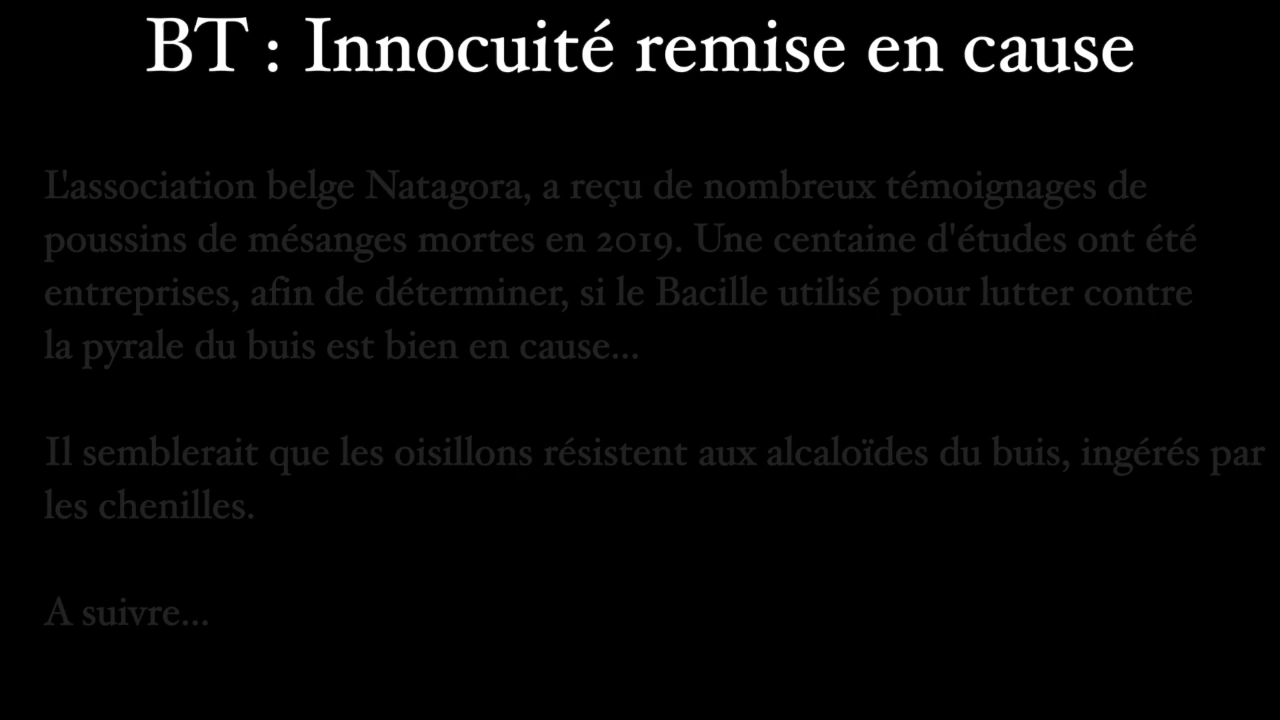 BT : Innocuité remise en cause
L'association belge Natagora, a reçu de nombreux témoignages de
poussins de mésanges mortes en 2019. Une centaine d'études ont été
entreprises, afin de déterminer, si le Bacille utilisé pour lutter contre
la pyrale du buis est bien en cause...
Il semblerait que les oisillons résistent aux alcaloïdes du buis, ingérés par
les chenilles.
A suivre...